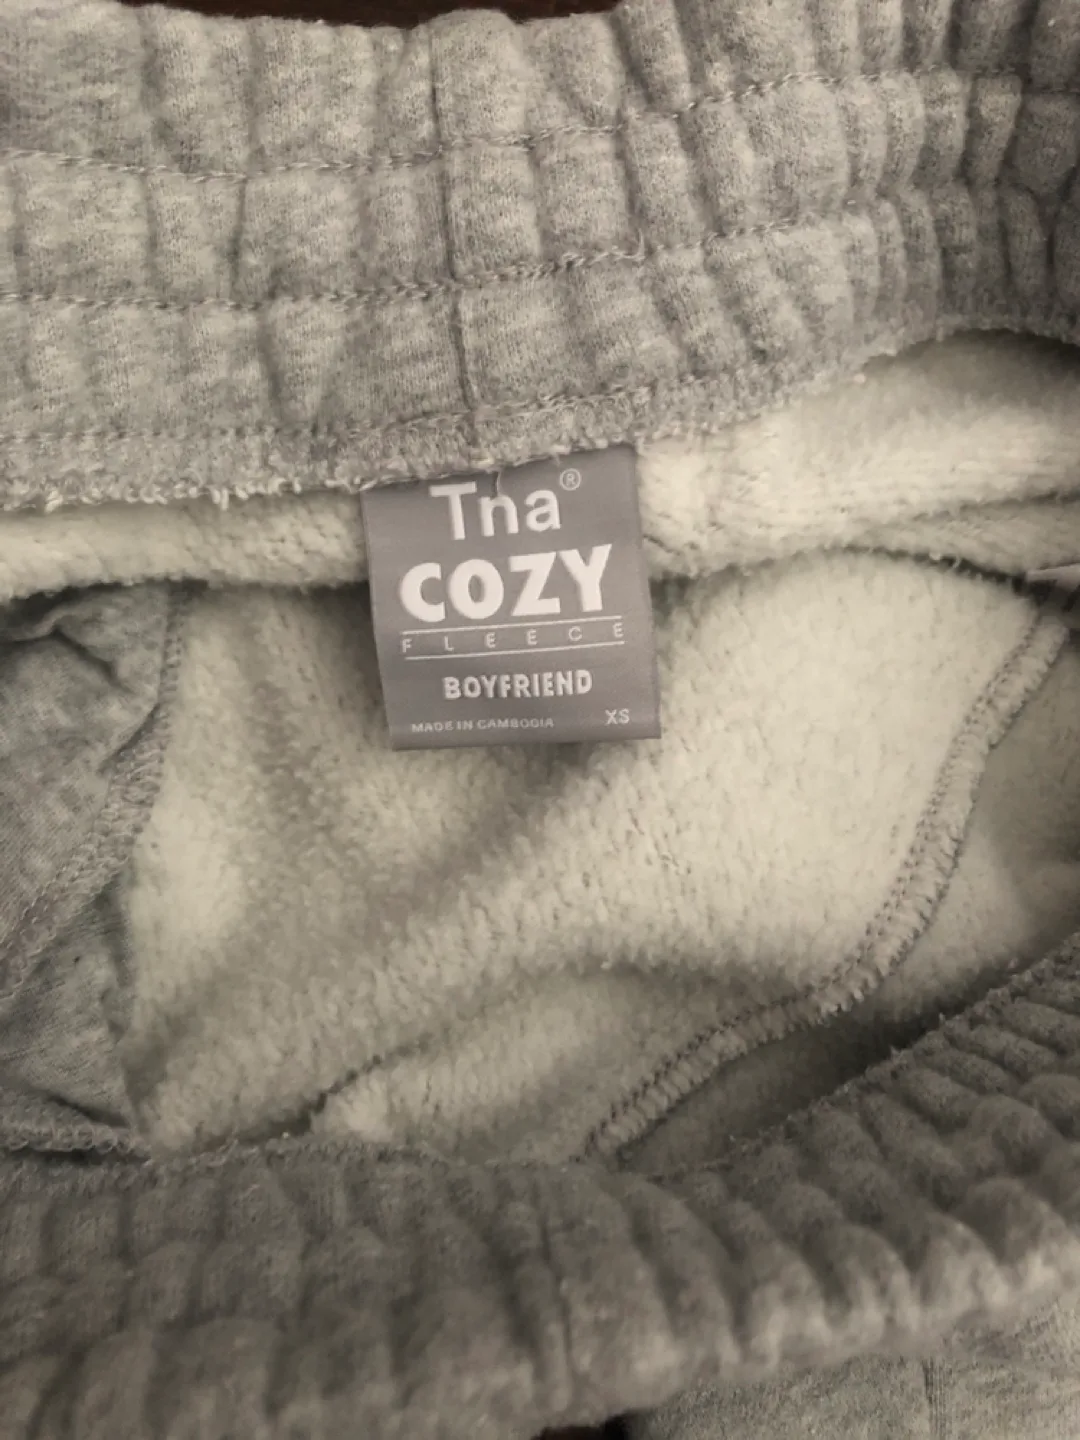 Tna®
COZY
FLEECE
BOYFRIEND
MADE IN CAMBODIA XS